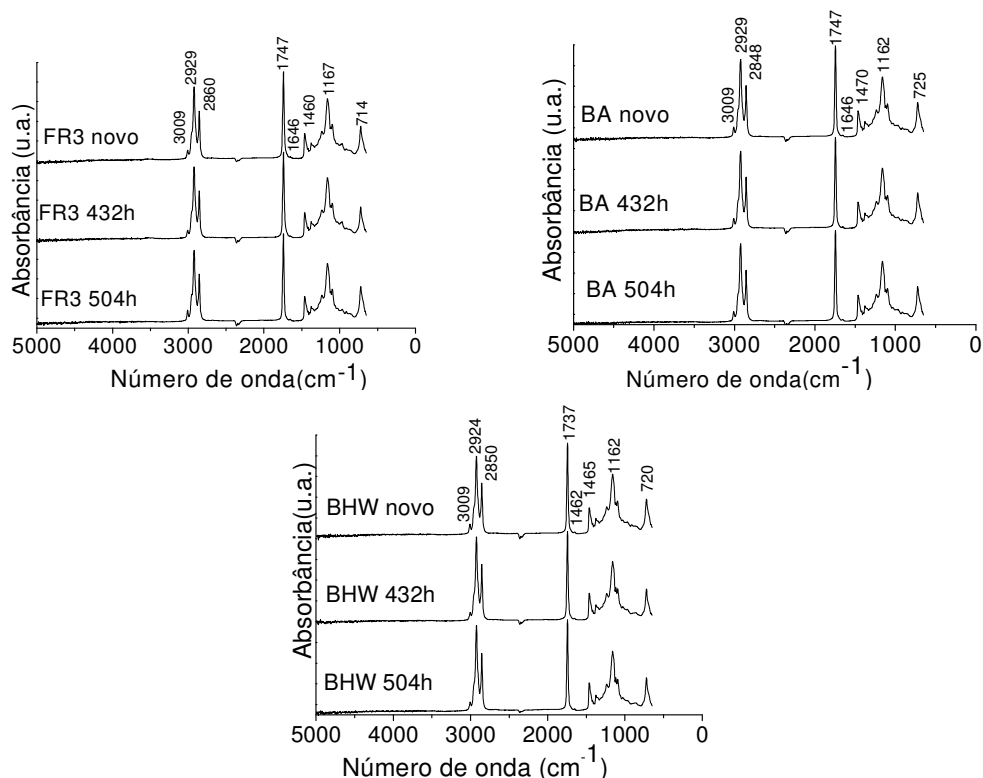 Absorbância (u.a.)
3009
2929
2860
1747
1646
1460
1167
714
FR3 novo
FR3 432h
FR3 504h
5000 4000 3000 2000 1000 0
Número de onda(cm-1)
Absorbância (u.a.)
3009
2929
2848
1747
1646
1470
1162
725
BA novo
BA 432h
BA 504h
5000 4000 3000 2000 1000 0
Número de onda(cm-1)
Absorbância(u.a.)
3009
2924
2850
1737
1462
1465
1162
720
BHW novo
BHW 432h
BHW 504h
5000 4000 3000 2000 1000 0
Número de onda (cm-1)